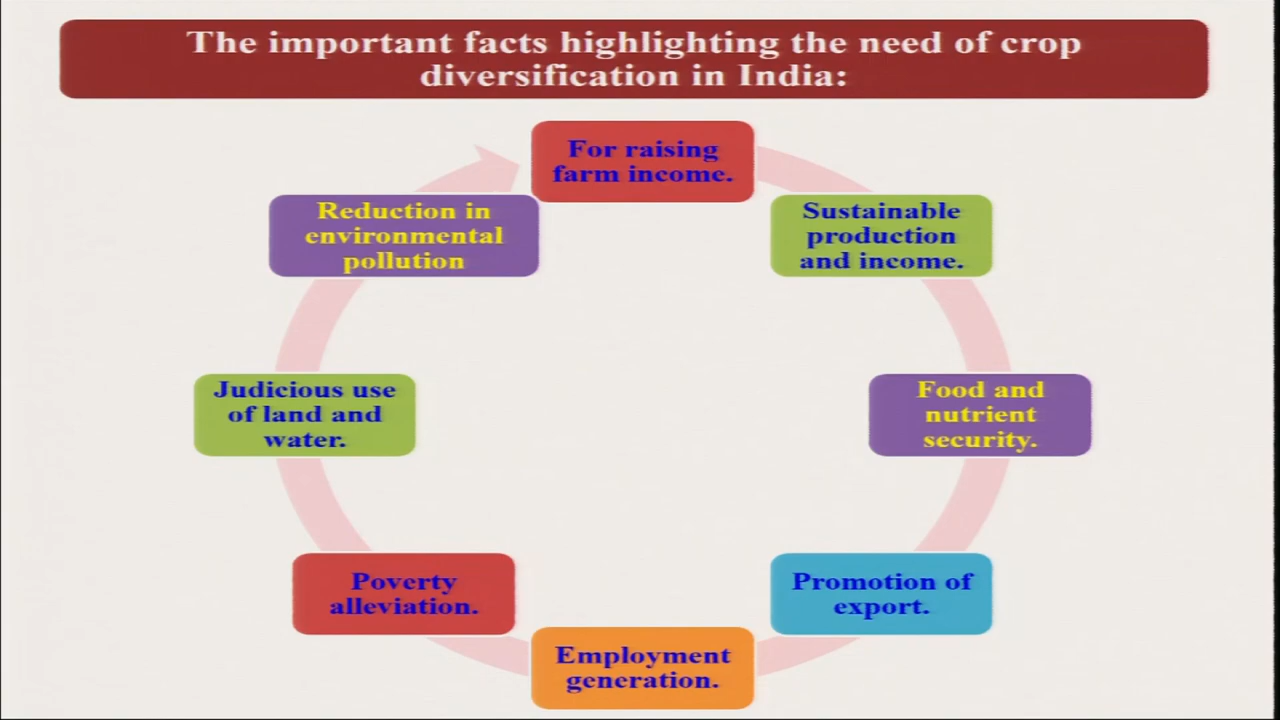 The important facts highlighting the need of crop
diversification in India:
For raising
farm income.
Sustainable
production
and income.
Food and
nutrient
security.
Promotion of
export.
Employment
generation.
Poverty
alleviation.
Judicious use
of land and
water.
Reduction in
environmental
pollution